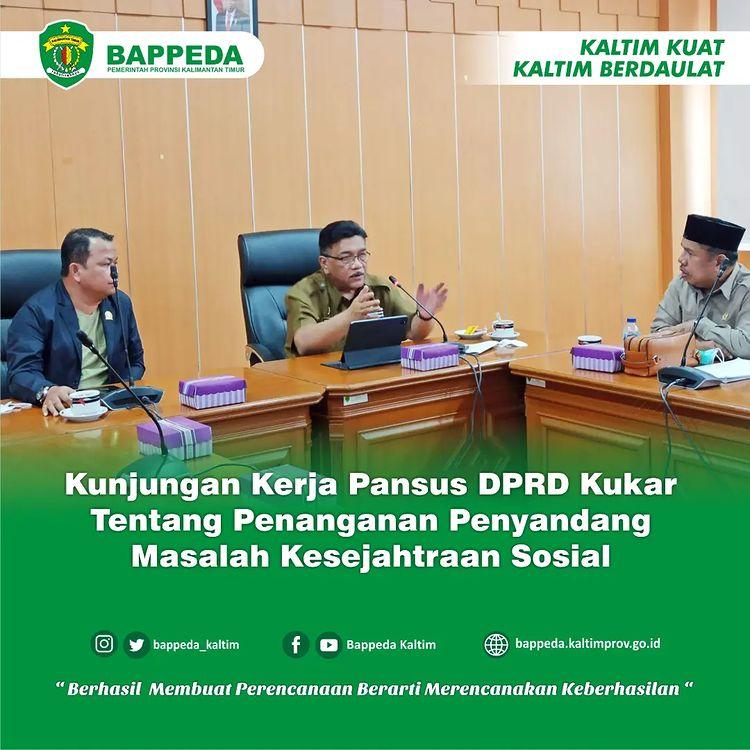 BAPPEDA
PEMERINTAH PROVINSI KALIMANTAN TIMUR
KALTIM KUAT
KALTIM BERDAULAT
Kunjungan Kerja Pansus DPRD Kukar
Tentang Penanganan Penyandang
Masalah Kesejahtraan Sosial
bappeda_kaltim
Bappeda Kaltim
bappeda.kaltimprov.go.id
“ Berhasil Membuat Perencanaan Berarti Merencanakan Keberhasilan “